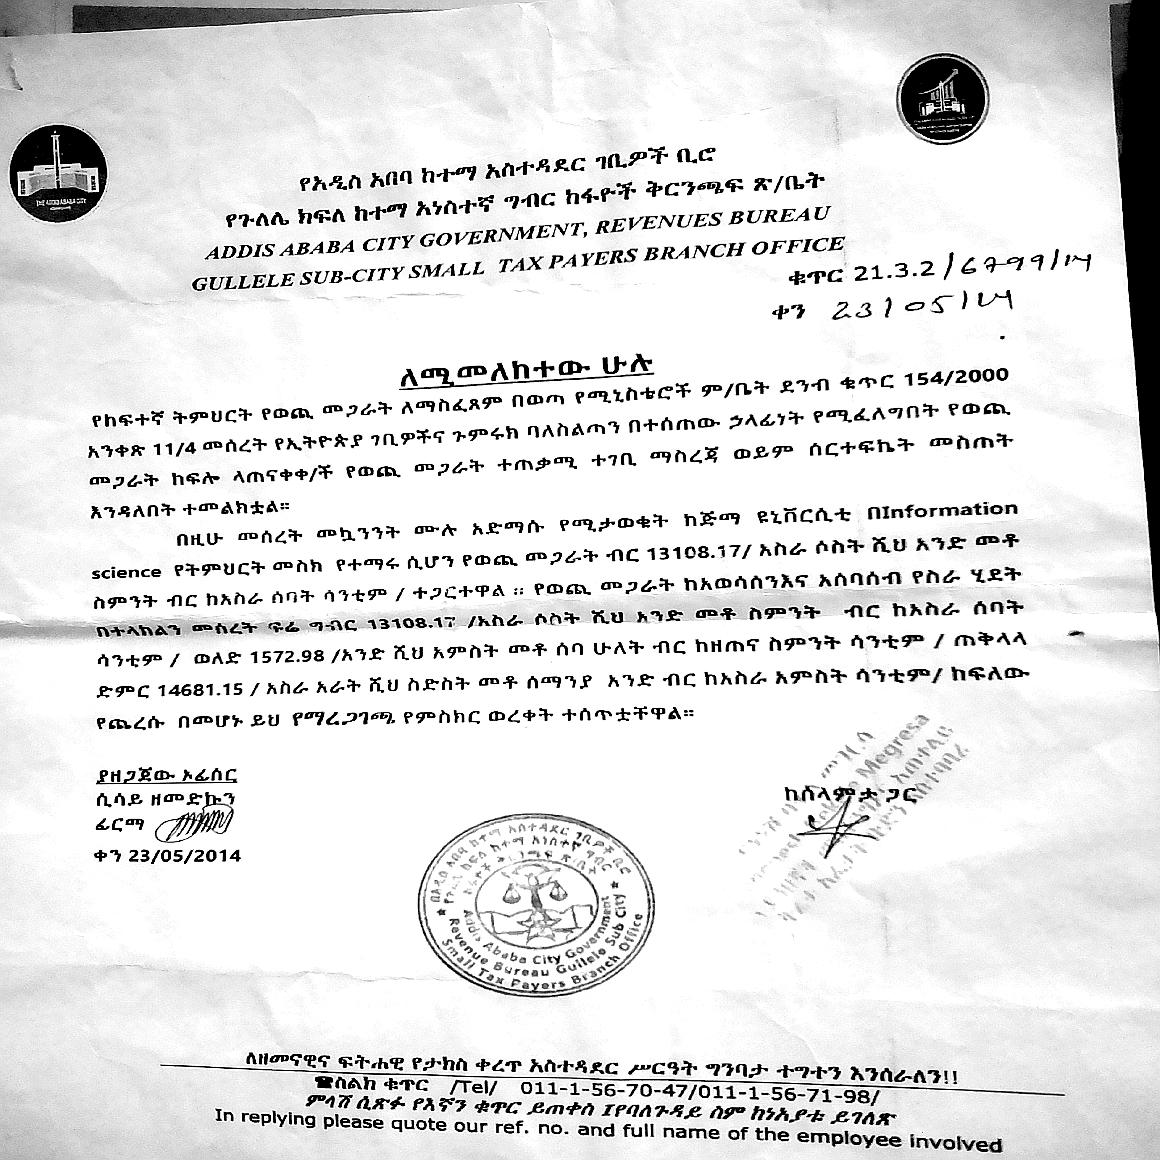 የአዲስ አበባ ከተማ አስተዳደር ገቢዎች ቢሮ
የጉለሌ ክፍለ ከተማ አነስተኛ ግብር ከፋዮች ቅርንጫፍ ጽ/ቤት
ADDIS ABABA CITY GOVERNMENT, REVENUES BUREAU
GULLELE SUB-CITY SMALL TAX PAYERS BRANCH OFFICE
ቁጥር 21.3.2/6799/14
ቀን 23/05/14
ለሚመለከተው ሁሉ
የከፍተኛ ትምህርት የወጪ መጋራት ለማስፈጸም በወጣ የሚኒስቴሮች ም/ቤት ደንብ ቁጥር 154/2000
አንቀጽ 11/4 መሰረት የኢትዮጵያ ገቢዎችና ጉምሩክ ባለስልጣን በተሰጠው ኃላፊነት የሚፈለግበት የወጪ
መጋራት ከፍሎ ላጠናቀቀ/ች የወጪ መጋራት ተጠቃሚ ተገቢ ማስረጃ ወይም ሰርተፍኬት መስጠት
እንዳለበት ተመልክቷል።
በዚሁ መሰረት መኳንንት ሙሉ አድማሱ የሚታወቁት ከጅማ ዩኒቨርሲቲ በInformation
science የትምህርት መስክ የተማሩ ሲሆን የወጪ መጋራት ብር 13108.17/ አስራ ሶስት ሺህ አንድ መቶ
ስምንት ብር ከአስራ ሰባት ሳንቲም / ተጋርተዋል ። የወጪ መጋራት ከአወሳሰንእና አሰባሰብ የስራ ሂደት
በተላከልን መሰረት ፍሬ ግብር 13108.17 /አስራ ሶስት ሺህ አንድ መቶ ስምንት ብር ከአስራ ሰባት
ሳንቲም / ወለድ 1572.98 /አንድ ሺህ አምስት መቶ ሰባ ሁለት ብር ከዘጠና ስምንት ሳንቲም / ጠቅላላ
ድምር 14681.15 / አስራ አራት ሺህ ስድስት መቶ ሰማንያ አንድ ብር ከአስራ አምስት ሳንቲም/ ከፍለው
የጨረሱ በመሆኑ ይህ የማረጋገጫ የምስክር ወረቀት ተሰጥቷቸዋል።
ያዘጋጀው ኦፊሰር
ሲሳይ ዘመድኩን
ፊርማ
ቀን 23/05/2014
ከሰላምታ ጋር
Megresa
Addis Ababa City Government
Revenue Bureau Gullele Sub City
Small Tax Payers Branch Office
ለዘመናዊና ፍትሐዊ የታክስ ቀረጥ አስተዳደር ሥርዓት ግንባታ ተግተን እንሰራለን!!
☎ስልክ ቁጥር /Tel/ 011-1-56-70-47/011-1-56-71-98/
ምላሽ ሲጽፉ የእኛን ቁጥር ይጠቀስ የባለጉዳይ ስም ከነአያቱ ይገለጽ
In replying please quote our ref. no. and full name of the employee involved